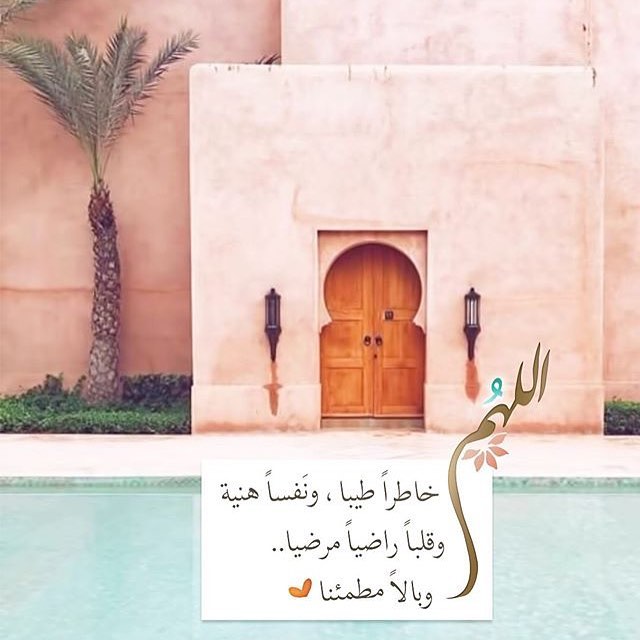 اللهم
خاطراً طيبا ، ونَفساً هنية
وقلباً راضياً مرضيا..
وبالاً مطمئنا